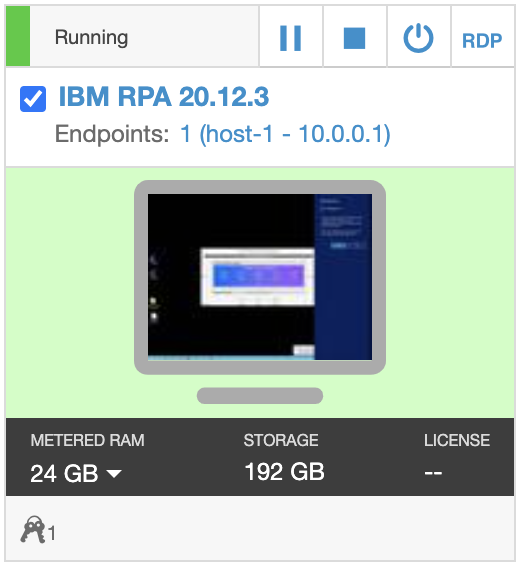 Running
RDP
IBM RPA 20.12.3
Endpoints: 1 (host-1 - 10.0.0.1)
METERED RAM STORAGE LICENSE
24 GB 192 GB --
1